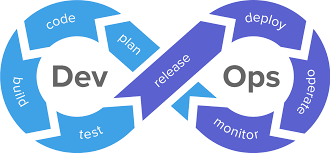 code
plan
build
Dev
test
release
deploy
Ops
operate
monitor